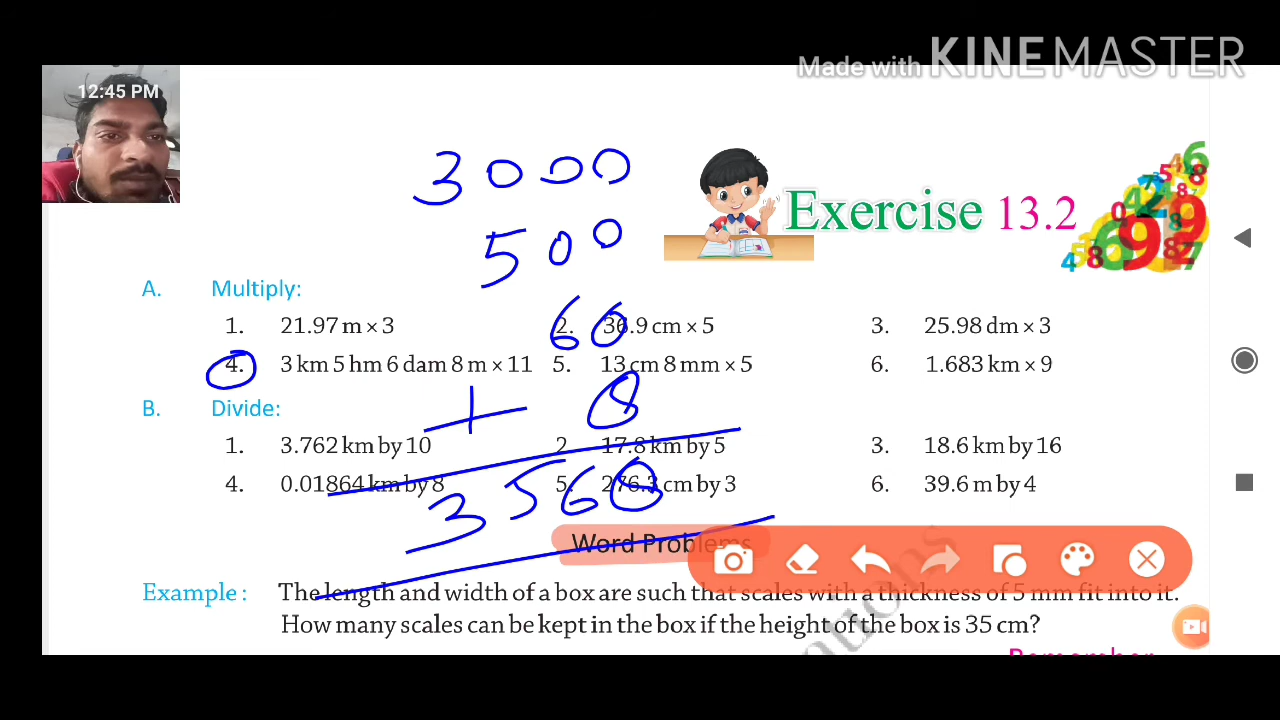 Made with KINEMASTER
12:45 PM
3000
500
60
+ 8
3560
Exercise 13.2
A. Multiply:
1. 21.97 m × 3
2. 36.9 cm × 5
3. 25.98 dm × 3
4. 3 km 5 hm 6 dam 8 m × 11
5. 13 cm 8 mm × 5
6. 1.683 km × 9
B. Divide:
1. 3.762 km by 10
2. 17.8 km by 5
3. 18.6 km by 16
4. 0.01864 km by 8
5. 276.3 cm by 3
6. 39.6 m by 4
Word Problems
Example : The length and width of a box are such that scales with a thickness of 5 mm fit into it.
How many scales can be kept in the box if the height of the box is 35 cm?